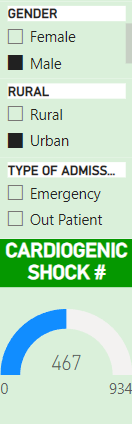 GENDER
Female
Male
RURAL
Rural
Urban
TYPE OF ADMISS...
Emergency
Out Patient
CARDIOGENIC
SHOCK #
467
0 934